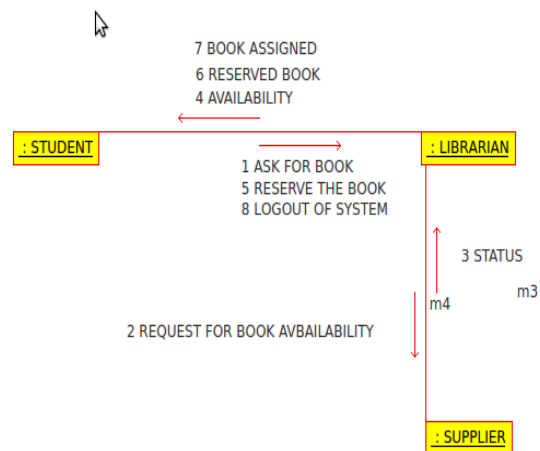 7 BOOK ASSIGNED
6 RESERVED BOOK
4 AVAILABILITY
: STUDENT
: LIBRARIAN
1 ASK FOR BOOK
5 RESERVE THE BOOK
8 LOGOUT OF SYSTEM
3 STATUS
m3
m4
2 REQUEST FOR BOOK AVBAILABILITY
: SUPPLIER